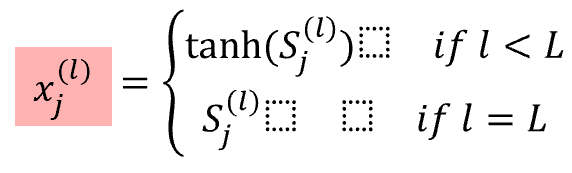 x_j^{(l)} = { tanh(S_j^{(l)})⬚ if l < L
S_j^{(l)}⬚ ⬚ if l = L